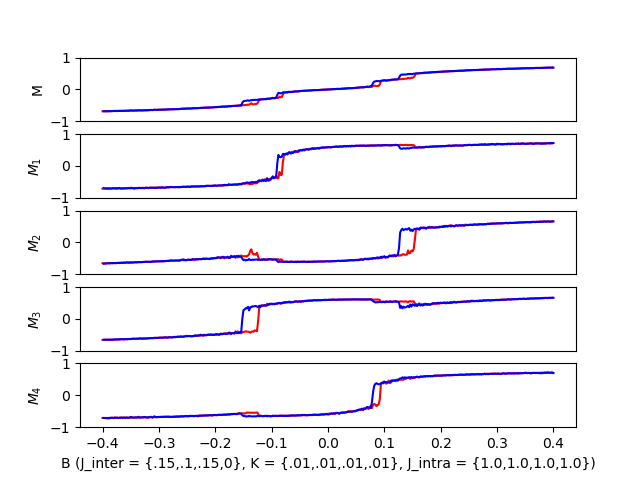 1
0
−1
M
1
0
−1
M₁
1
0
−1
M₂
1
0
−1
M₃
1
0
−1
M₄
−0.4 −0.3 −0.2 −0.1 0.0 0.1 0.2 0.3 0.4
B (J_inter = {.15,.1,.15,0}, K = {.01,.01,.01,.01}, J_intra = {1.0,1.0,1.0,1.0})